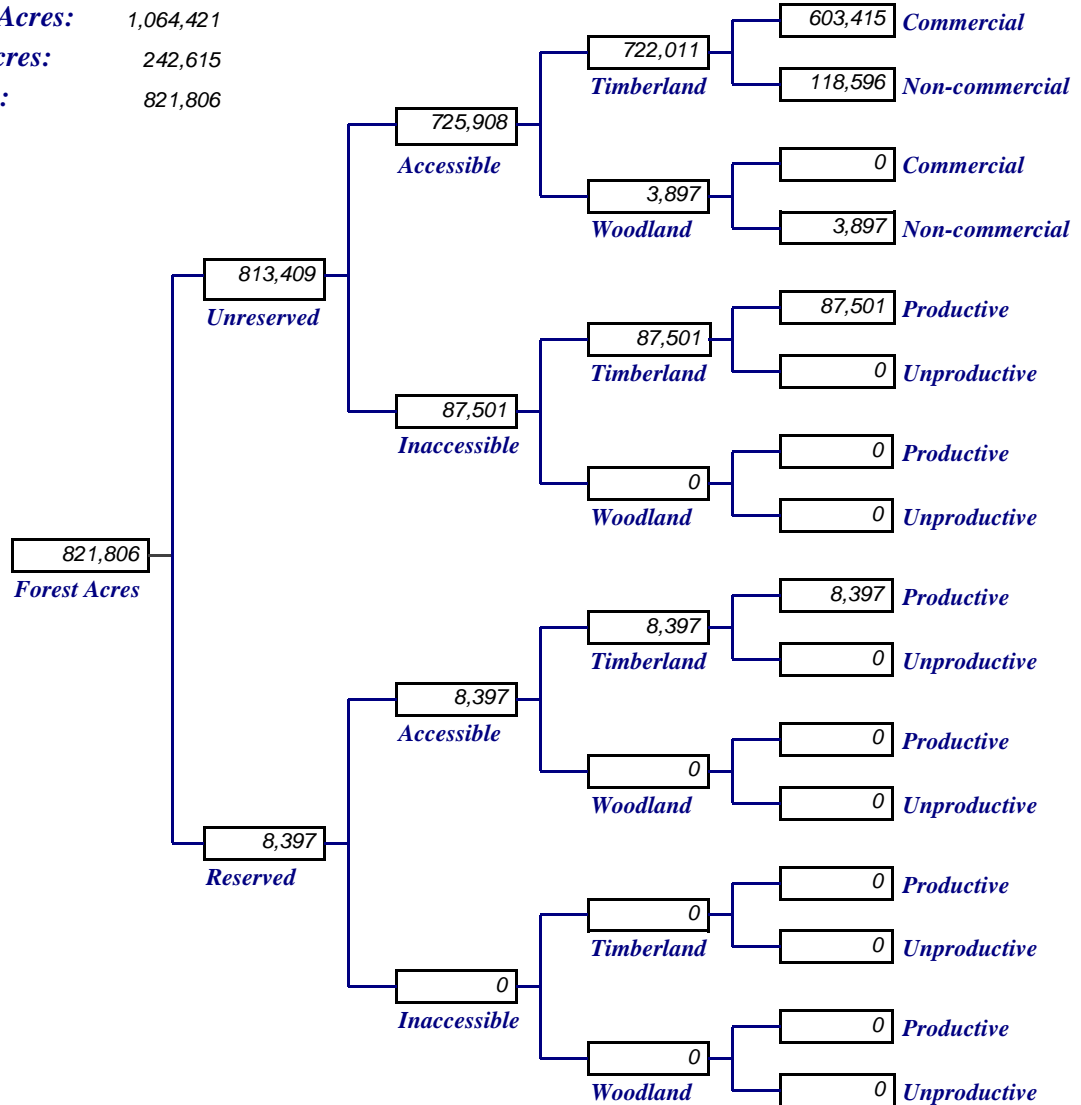 Acres: 1,064,421
cres: 242,615
: 821,806
603,415 Commercial
722,011
Timberland
118,596 Non-commercial
725,908
Accessible
0 Commercial
3,897
Woodland
3,897 Non-commercial
813,409
Unreserved
87,501 Productive
87,501
Timberland
0 Unproductive
87,501
Inaccessible
0 Productive
0
Woodland
0 Unproductive
821,806
Forest Acres
8,397 Productive
8,397
Timberland
0 Unproductive
8,397
Accessible
0 Productive
0
Woodland
0 Unproductive
8,397
Reserved
0 Productive
0
Timberland
0 Unproductive
0
Inaccessible
0 Productive
0
Woodland
0 Unproductive